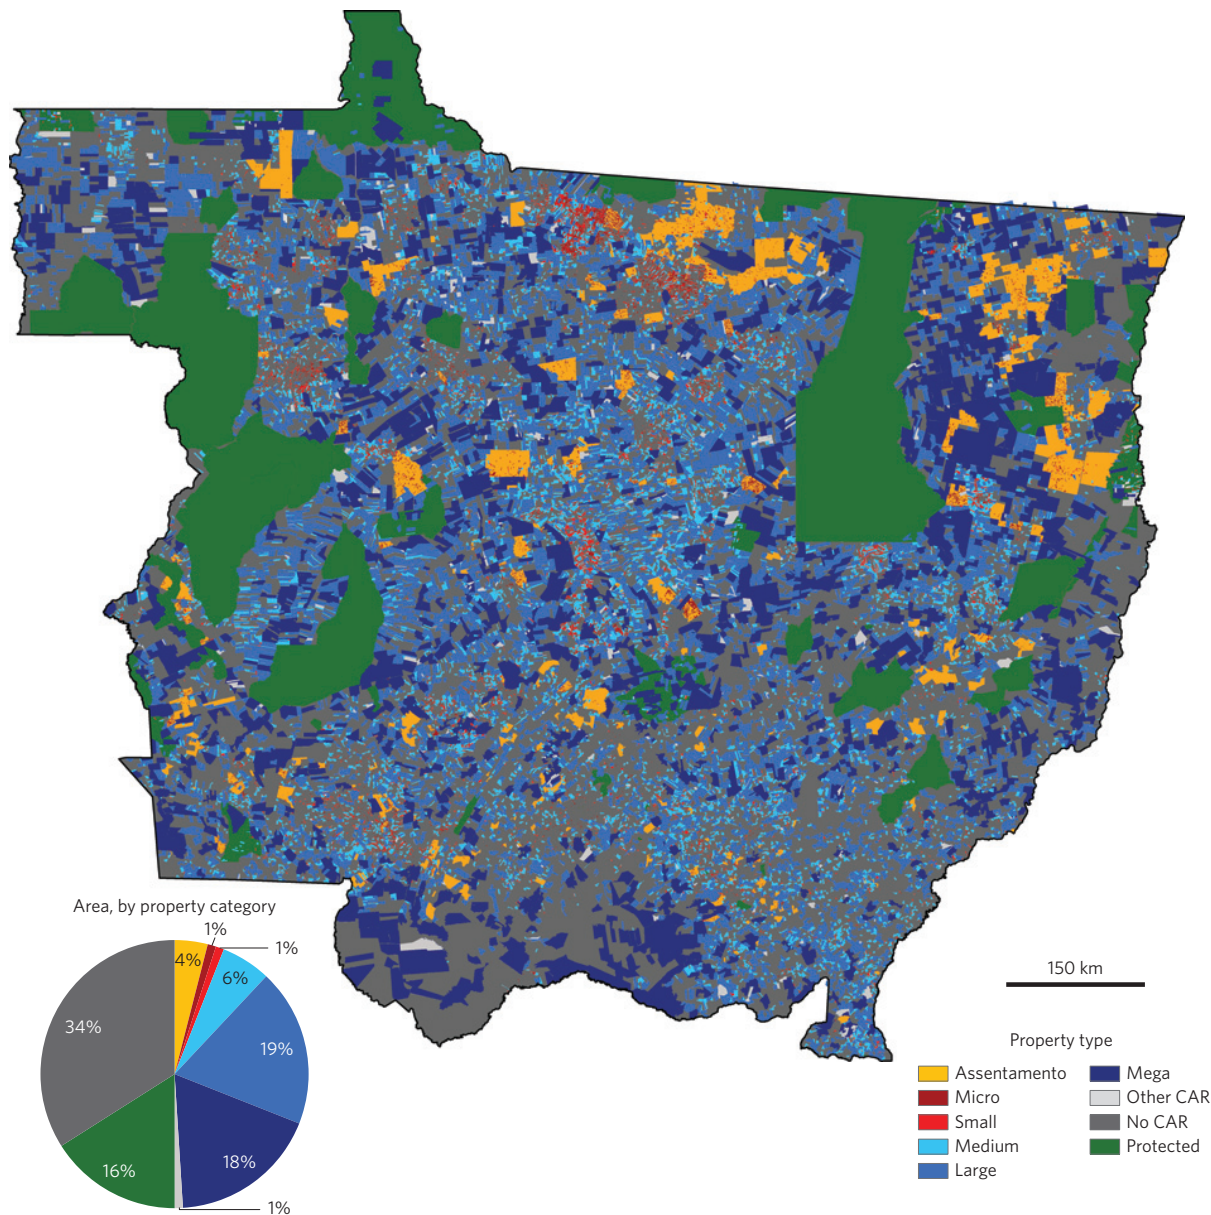 Area, by property category
1%
1%
4%
6%
34%
19%
18%
16%
1%
150 km
Property type
Assentamento
Micro
Small
Medium
Large
Mega
Other CAR
No CAR
Protected